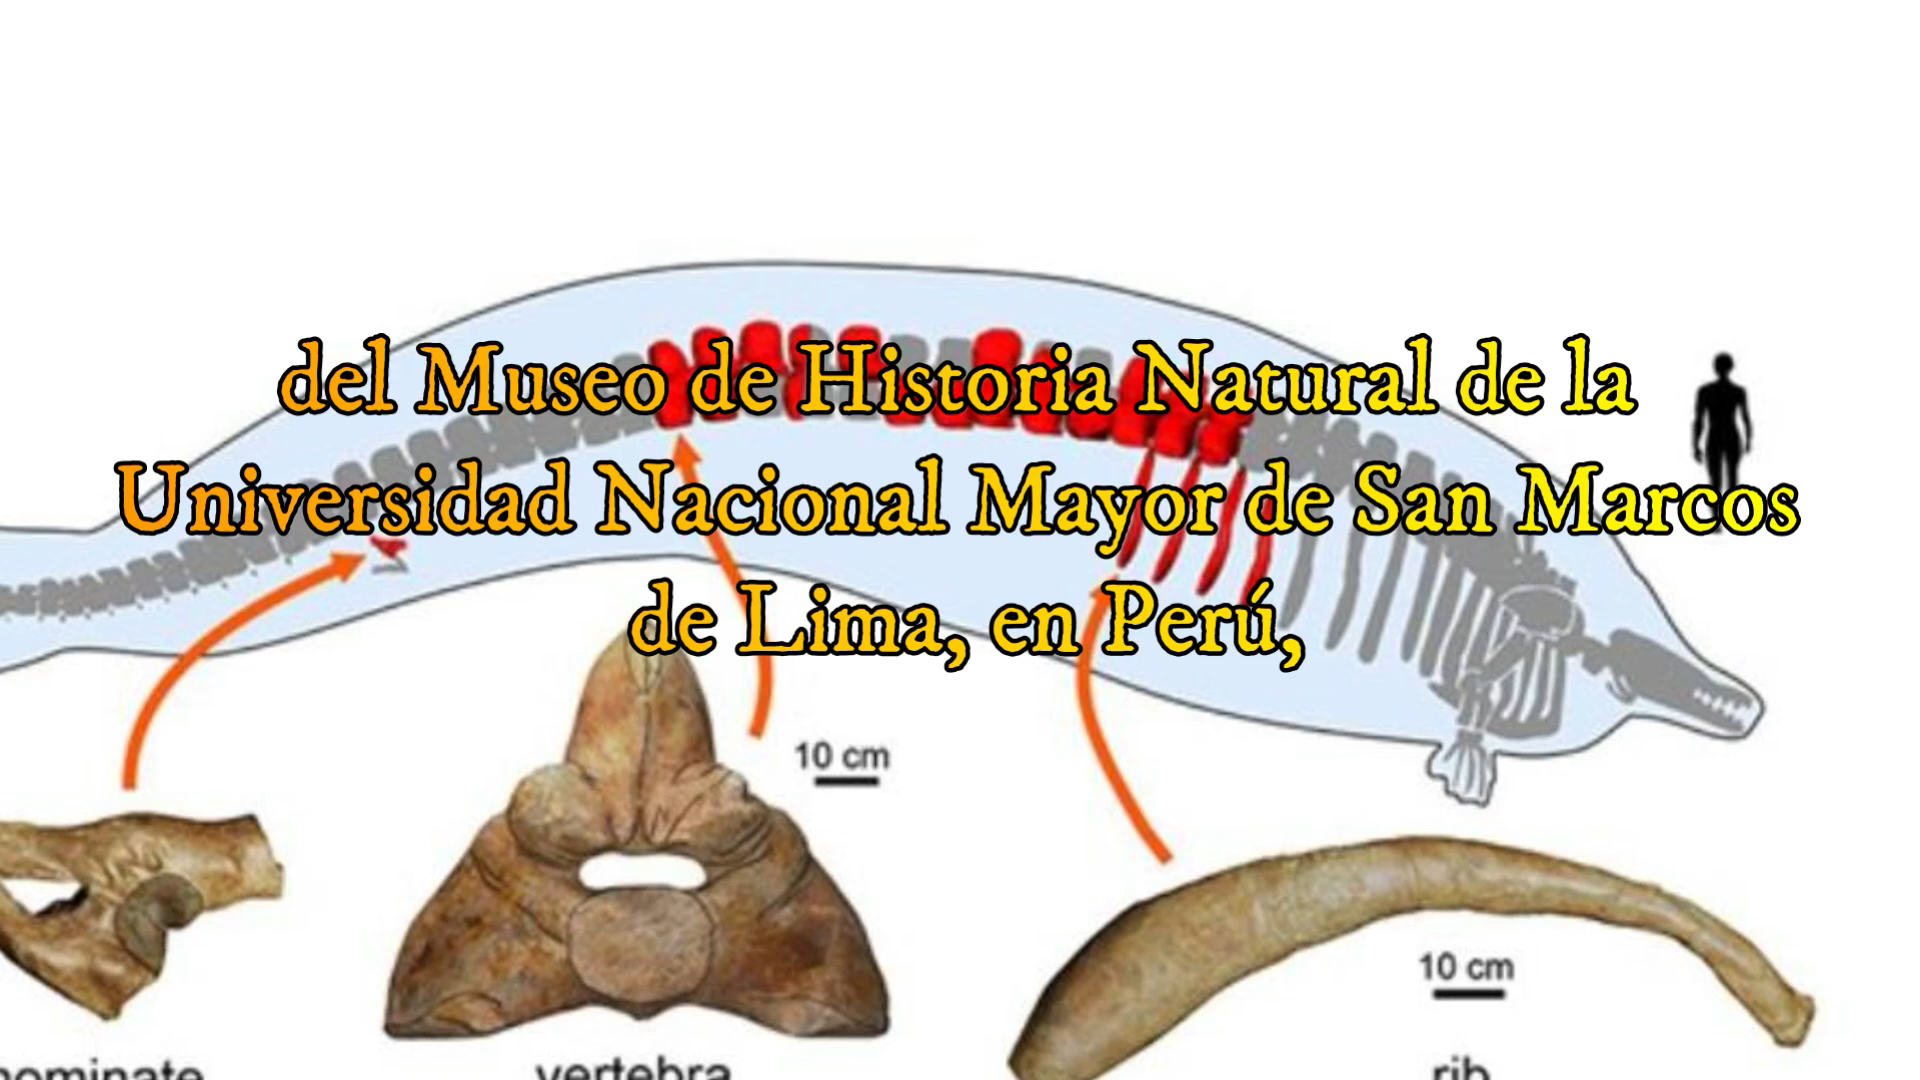 del Museo de Historia Natural de la
Universidad Nacional Mayor de San Marcos
de Lima, en Perú,
10 cm
10 cm
vertebra
rib